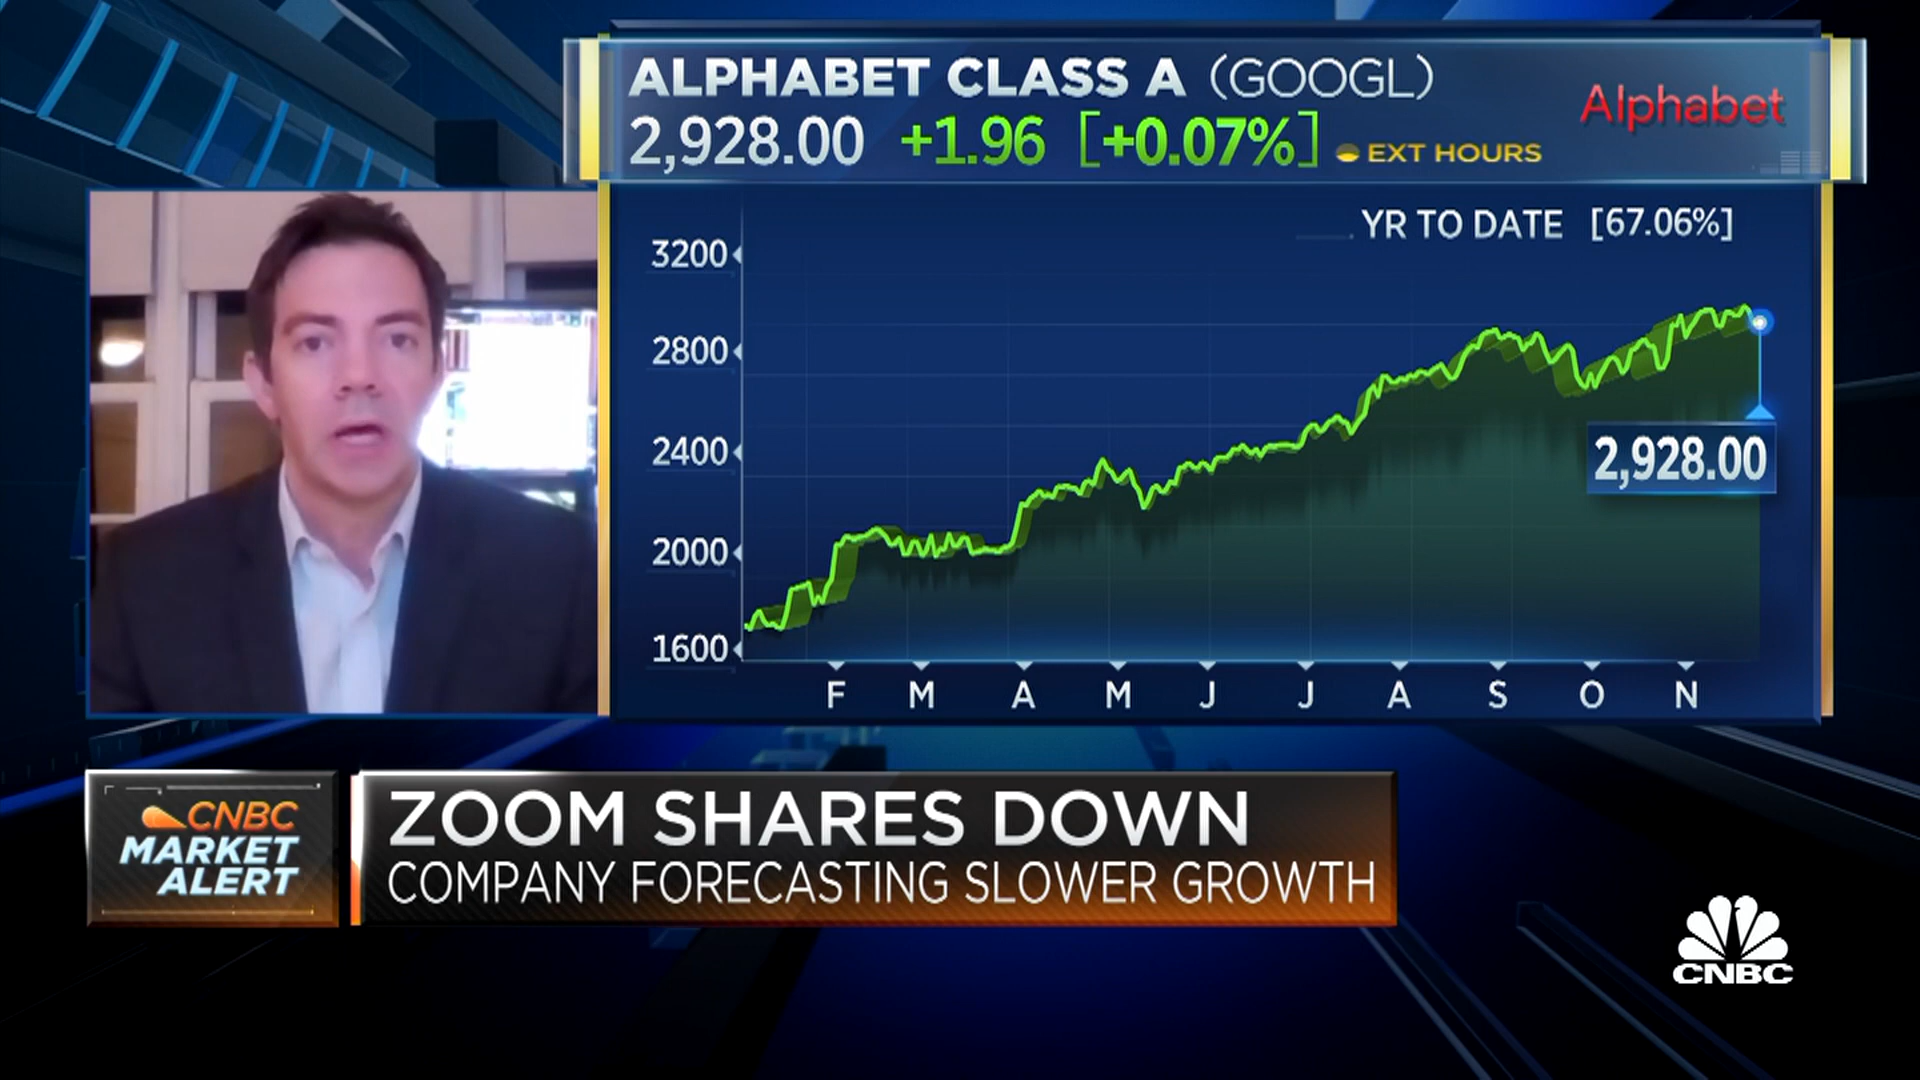 ALPHABET CLASS A (GOOGL)
2,928.00 +1.96 [+0.07%] EXT HOURS
Alphabet
YR TO DATE [67.06%]
3200
2800
2400
2000
1600
2,928.00
F M A M J J A S O N
CNBC
MARKET
ALERT
ZOOM SHARES DOWN
COMPANY FORECASTING SLOWER GROWTH
CNBC